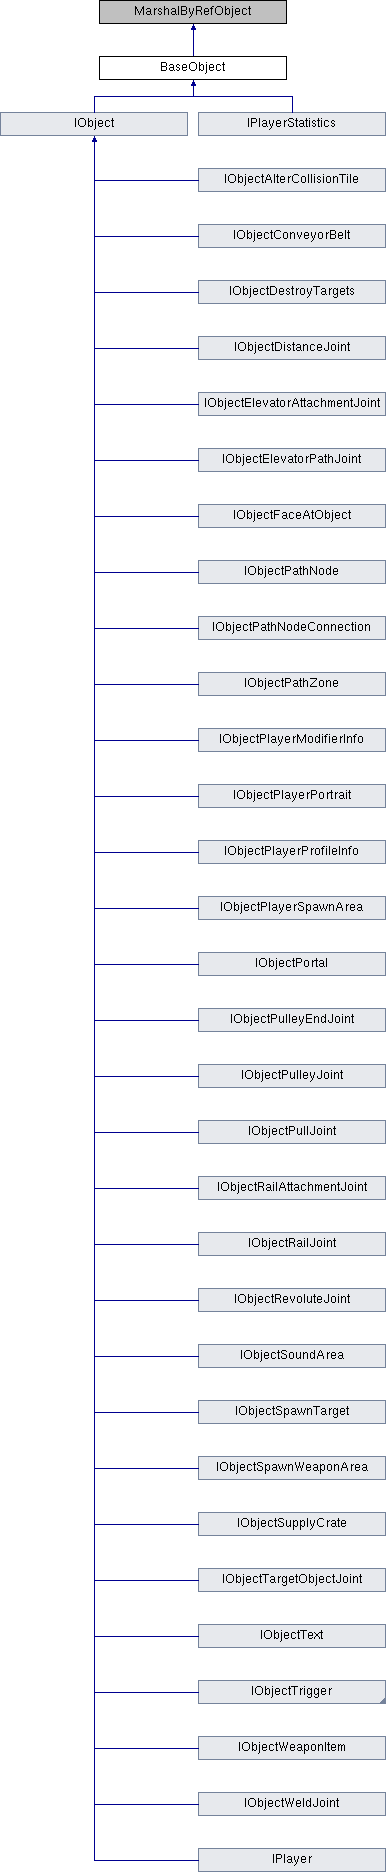 MarshalByRefObject
BaseObject
IObject
IPlayerStatistics
IObjectAlterCollisionTile
IObjectConveyorBelt
IObjectDestroyTargets
IObjectDistanceJoint
IObjectElevatorAttachmentJoint
IObjectElevatorPathJoint
IObjectFaceAtObject
IObjectPathNode
IObjectPathNodeConnection
IObjectPathZone
IObjectPlayerModifierInfo
IObjectPlayerPortrait
IObjectPlayerProfileInfo
IObjectPlayerSpawnArea
IObjectPortal
IObjectPulleyEndJoint
IObjectPulleyJoint
IObjectPullJoint
IObjectRailAttachmentJoint
IObjectRailJoint
IObjectRevoluteJoint
IObjectSoundArea
IObjectSpawnTarget
IObjectSpawnWeaponArea
IObjectSupplyCrate
IObjectTargetObjectJoint
IObjectText
IObjectTrigger
IObjectWeaponItem
IObjectWeldJoint
IPlayer